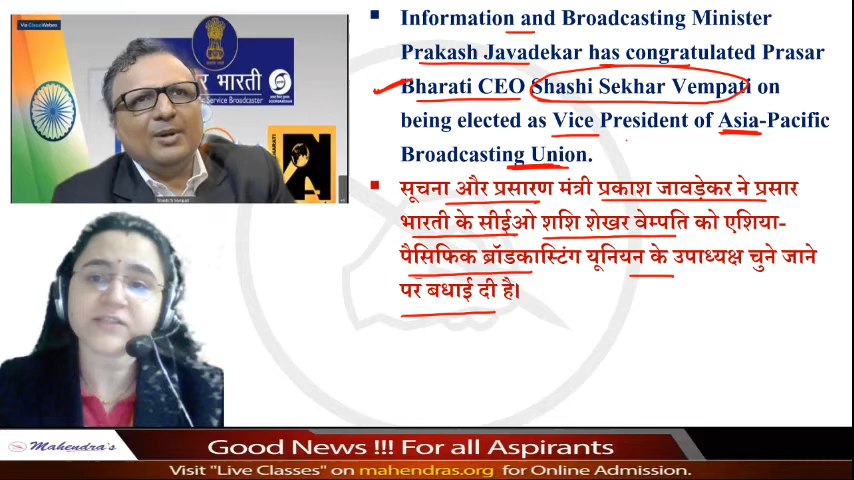 Information and Broadcasting Minister
Prakash Javadekar has congratulated Prasar
Bharati CEO Shashi Sekhar Vempati on
being elected as Vice President of Asia-Pacific
Broadcasting Union.
सूचना और प्रसारण मंत्री प्रकाश जावड़ेकर ने प्रसार
भारती के सीईओ शशि शेखर वेम्पति को एशिया-
पैसिफिक ब्रॉडकास्टिंग यूनियन के उपाध्यक्ष चुने जाने
पर बधाई दी है।
भारती
Service Broadcaster
Mahendra's
Good News !!! For all Aspirants
Visit "Live Classes" on mahendras.org for Online Admission.